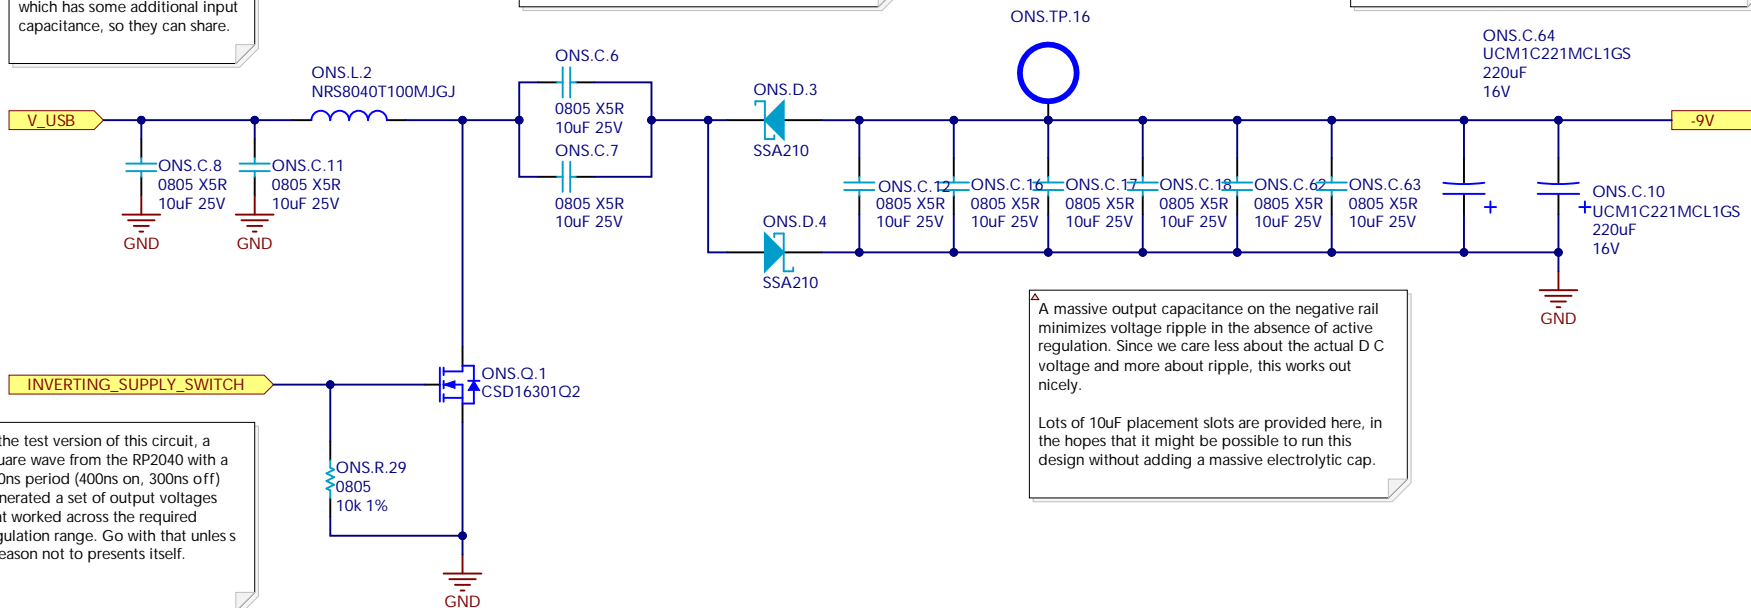 which has some additional input
capacitance, so they can share.
ONS.TP.16
ONS.C.64
UCM1C221MCL1GS
220uF
16V
ONS.L.2
NRS8040T100MJGJ
ONS.C.6
0805 X5R
10uF 25V
ONS.C.7
0805 X5R
10uF 25V
ONS.D.3
SSA210
ONS.D.4
SSA210
V_USB
-9V
ONS.C.8
0805 X5R
10uF 25V
GND
ONS.C.11
0805 X5R
10uF 25V
GND
ONS.C.12
0805 X5R
10uF 25V
ONS.C.16
0805 X5R
10uF 25V
ONS.C.17
0805 X5R
10uF 25V
ONS.C.18
0805 X5R
10uF 25V
ONS.C.62
0805 X5R
10uF 25V
ONS.C.63
0805 X5R
10uF 25V
+
+
ONS.C.10
UCM1C221MCL1GS
220uF
16V
GND
A massive output capacitance on the negative rail
minimizes voltage ripple in the absence of active
regulation. Since we care less about the actual D C
voltage and more about ripple, this works out
nicely.
Lots of 10uF placement slots are provided here, in
the hopes that it might be possible to run this
design without adding a massive electrolytic cap.
INVERTING_SUPPLY_SWITCH
ONS.Q.1
CSD16301Q2
ONS.R.29
0805
10k 1%
GND
the test version of this circuit, a
uare wave from the RP2040 with a
0ns period (400ns on, 300ns off)
nerated a set of output voltages
t worked across the required
gulation range. Go with that unles s
eason not to presents itself.